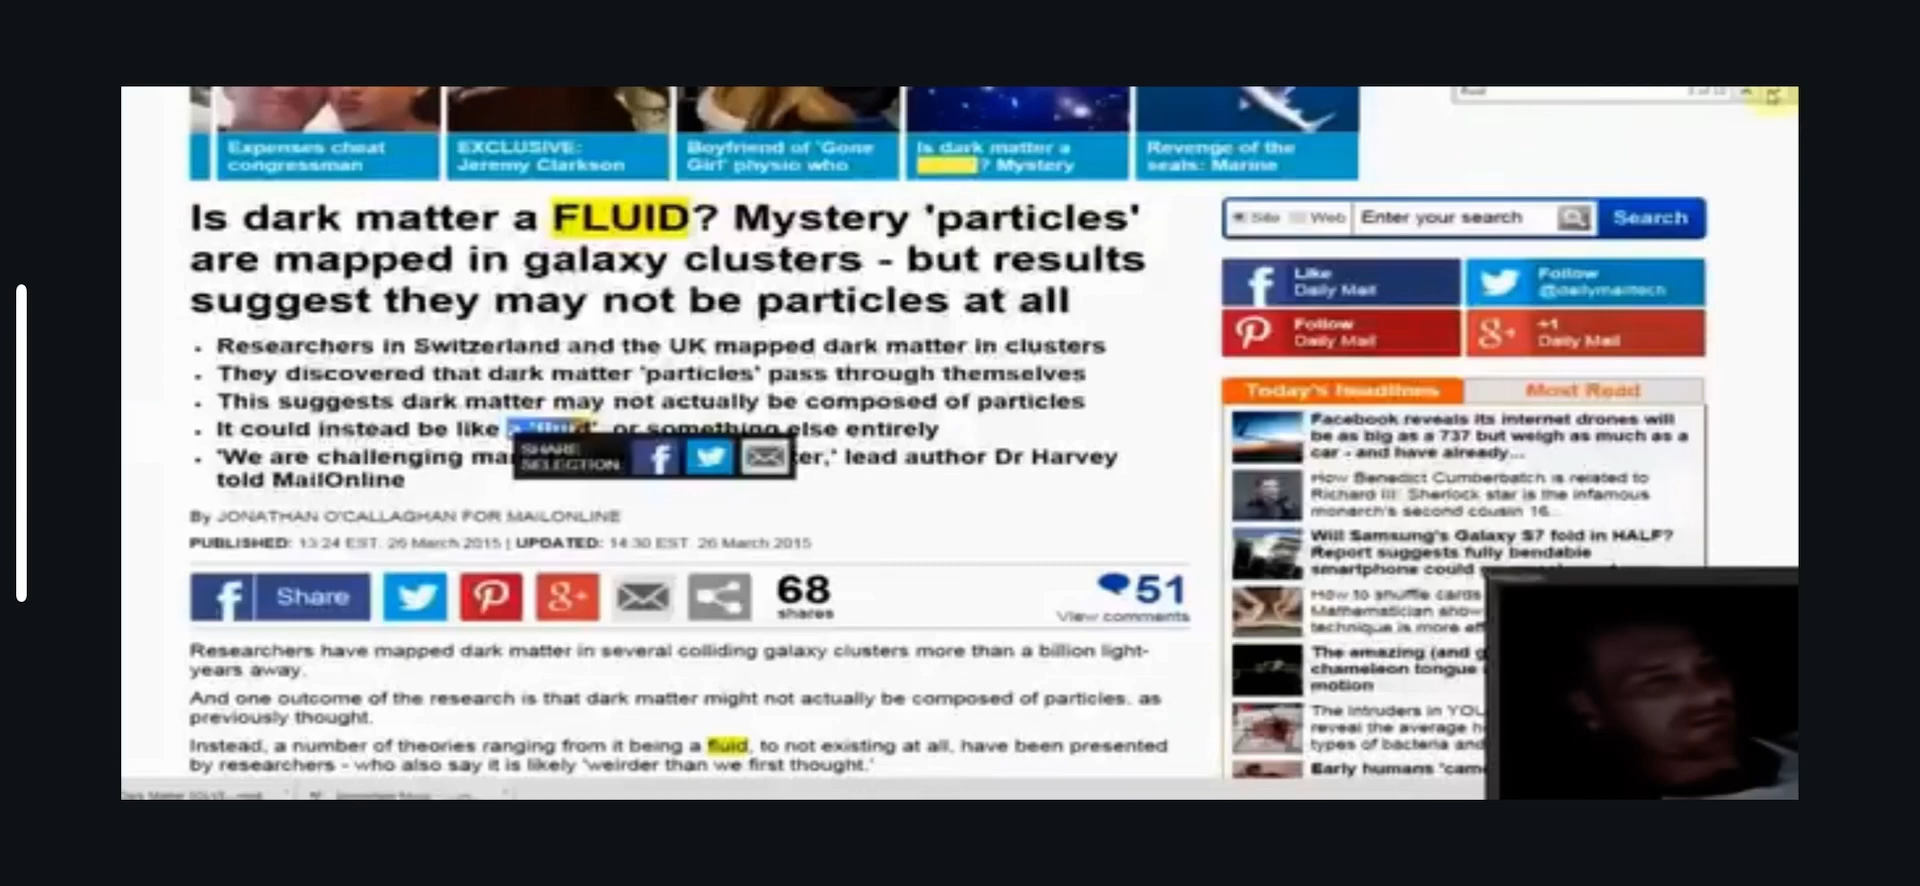 Expenses cheat
congressman
EXCLUSIVE:
Jeremy Clarkson
Boyfriend of 'Gone
Girl' physio who
Is dark matter a
? Mystery
Revenge of the
seals: Marine
Is dark matter a FLUID? Mystery 'particles'
are mapped in galaxy clusters - but results
suggest they may not be particles at all
• Researchers in Switzerland and the UK mapped dark matter in clusters
• They discovered that dark matter 'particles' pass through themselves
• This suggests dark matter may not actually be composed of particles
• It could instead be like a 'fluid', or something else entirely
• 'We are challenging ma
er,' lead author Dr Harvey
told MailOnline
SHARE
SELECTION
By JONATHAN O'CALLAGHAN FOR MAILONLINE
PUBLISHED: 13:24 EST, 26 March 2015 | UPDATED: 14:30 EST, 26 March 2015
Share
68
shares
51
View comments
Researchers have mapped dark matter in several colliding galaxy clusters more than a billion light-
years away.
And one outcome of the research is that dark matter might not actually be composed of particles, as
previously thought.
Instead, a number of theories ranging from it being a fluid, to not existing at all, have been presented
by researchers - who also say it is likely 'weirder than we first thought.'
Site Web Enter your search Search
Like
Daily Mail
Follow
@dailymailtech
Follow
Daily Mail
+1
Daily Mail
Today's headlines Most Read
Facebook reveals its internet drones will
be as big as a 737 but weigh as much as a
car - and have already...
How Benedict Cumberbatch is related to
Richard III: Sherlock star is the infamous
monarch's second cousin 16
Will Samsung's Galaxy S7 fold in HALF?
Report suggests fully bendable
smartphone could
How to shuffle cards
Mathematician show
technique is more ef
The amazing (and g
chameleon tongue
motion
The intruders in YOU
reveal the average h
types of bacteria and
Early humans 'came